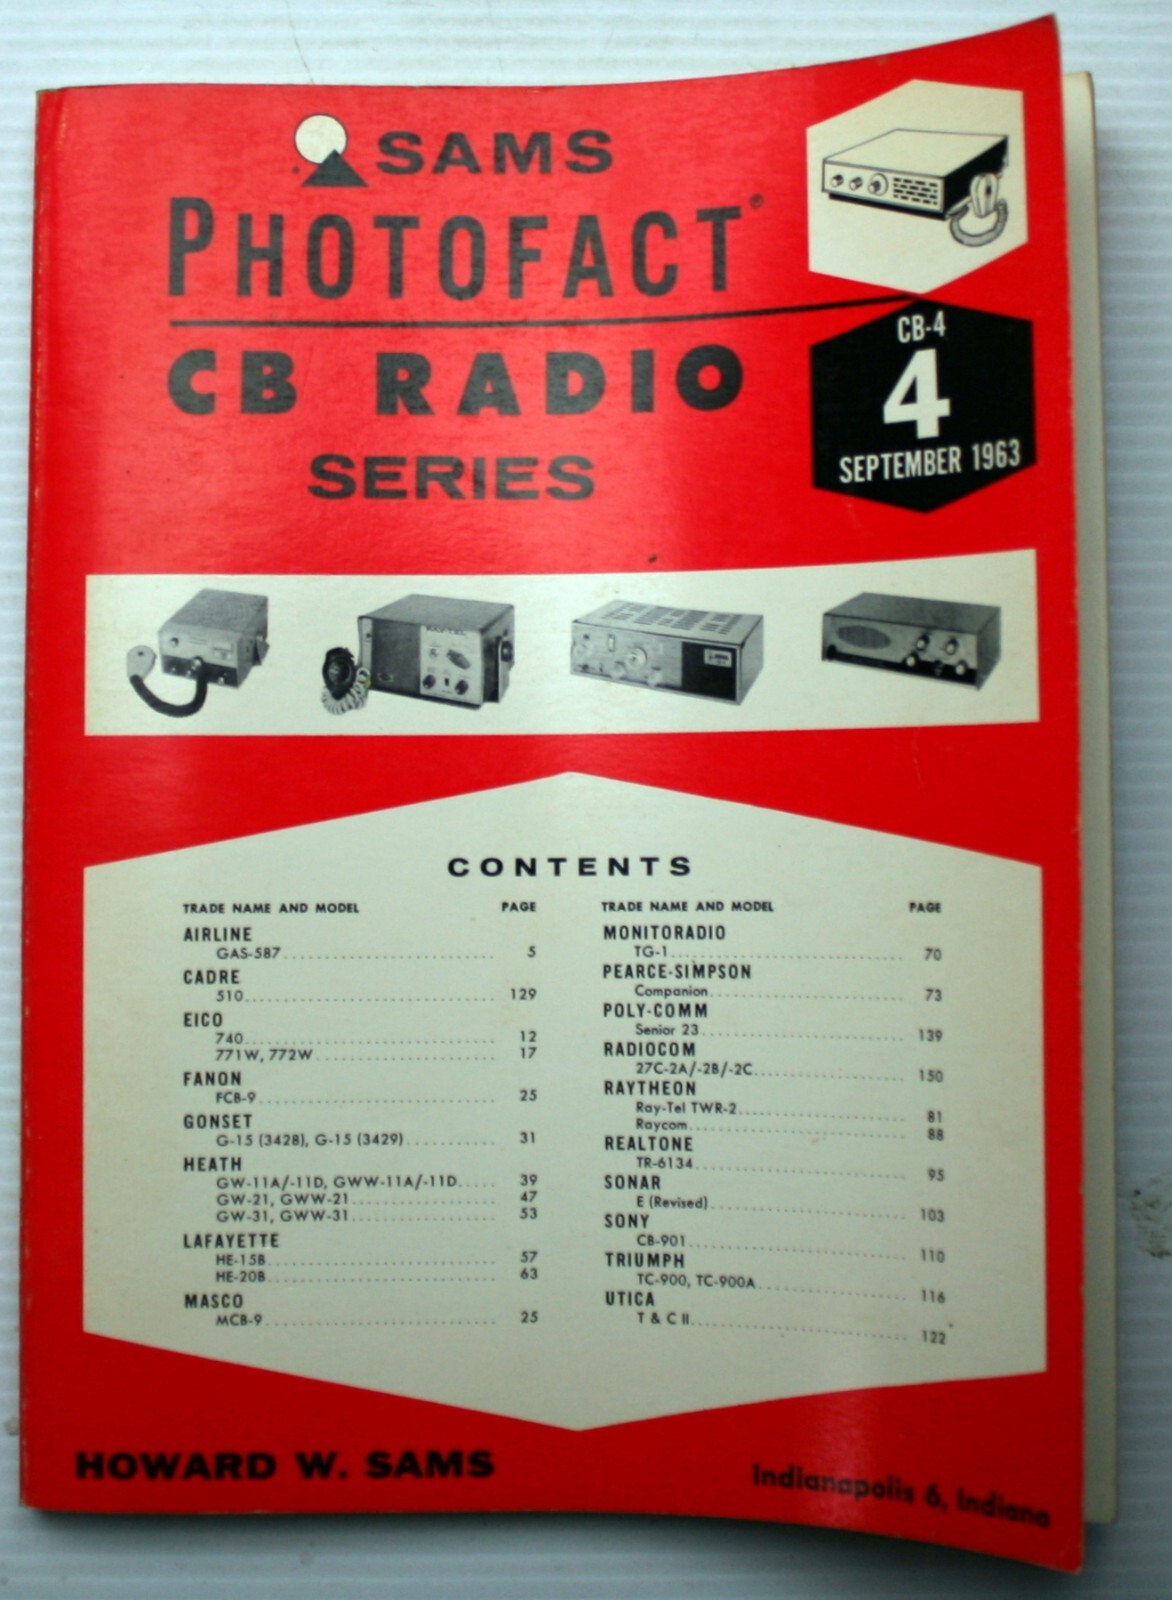 SAMS
PHOTOFACT®
CB RADIO
SERIES
CB-4
4
SEPTEMBER 1963
RAY-TEL
CONTENTS
TRADE NAME AND MODEL PAGE
AIRLINE
GAS-587 5
CADRE
510 129
EICO
740 12
771W, 772W 17
FANON
FCB-9 25
GONSET
G-15 (3428), G-15 (3429) 31
HEATH
GW-11A/-11D, GWW-11A/-11D 39
GW-21, GWW-21 47
GW-31, GWW-31 53
LAFAYETTE
HE-15B 57
HE-20B 63
MASCO
MCB-9 25
TRADE NAME AND MODEL PAGE
MONITORADIO
TG-1 70
PEARCE-SIMPSON
Companion 73
POLY-COMM
Senior 23 139
RADIOCOM
27C-2A/-2B/-2C 150
RAYTHEON
Ray-Tel TWR-2 81
Raycom 88
REALTONE
TR-6134 95
SONAR
E (Revised) 103
SONY
CB-901 110
TRIUMPH
TC-900, TC-900A 116
UTICA
T & C II 122
HOWARD W. SAMS
Indianapolis 6, Indiana